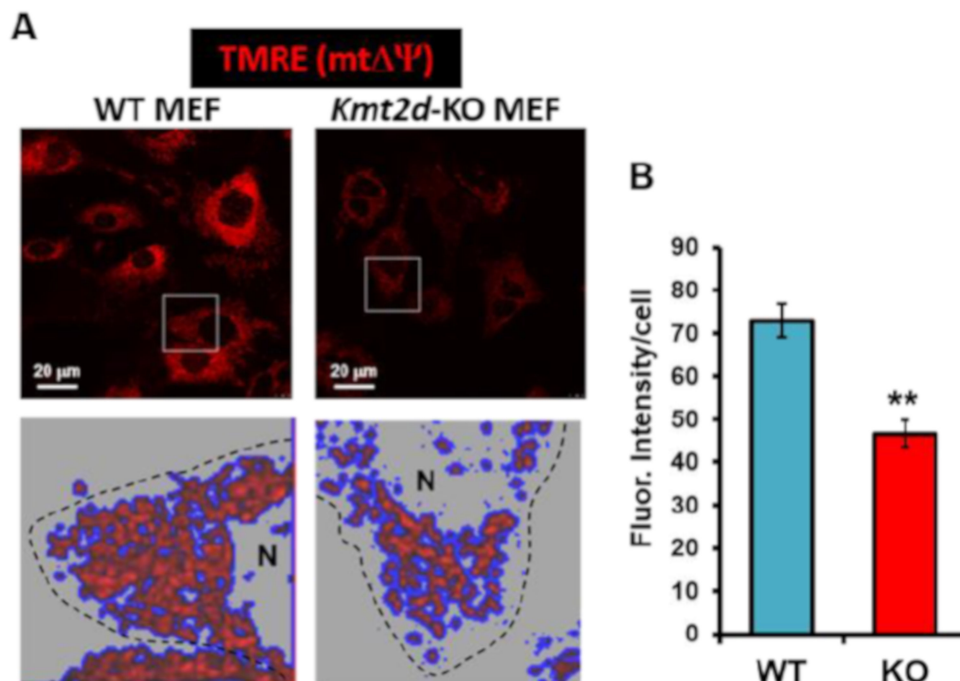 A
TMRE (mtΔΨ)
WT MEF
Kmt2d-KO MEF
20 μm
20 μm
N
N
B
Fluor. Intensity/cell
90
80
70
60
50
40
30
20
10
0
**
WT
KO